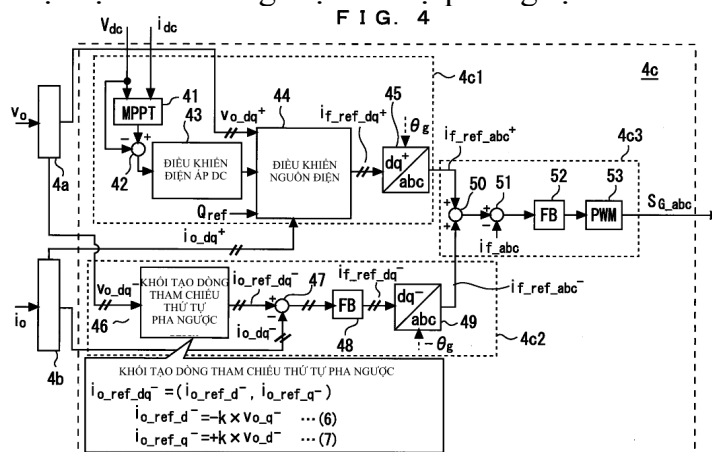 FIG. 4
V_dc
i_dc
4c
4c1
41
MPPT
44
45
43
v_o_dq⁺
i_f_ref_dq⁺
θ_g
i_f_ref_abc⁺
v_o
4a
42
ĐIỀU KHIỂN
ĐIỆN ÁP DC
ĐIỀU KHIỂN
NGUỒN ĐIỆN
dq⁺
abc
4c3
50
51
52
53
FB
PWM
S_G_abc
Q_ref
i_o_dq⁺
i_f_abc
v_o_dq⁻
KHỐI TẠO DÒNG
THAM CHIẾU
THỨ TỰ
PHA NGƯỢC
46
i_o_ref_dq⁻
47
i_f_ref_dq⁻
i_f_ref_abc⁻
FB
48
dq⁻
abc
49
i_o_dq⁻
-θ_g
4c2
i_o
4b
KHỐI TẠO DÒNG THAM CHIẾU THỨ TỰ PHA NGƯỢC
i_o_ref_dq⁻=(i_o_ref_d⁻, i_o_ref_q⁻)
i_o_ref_d⁻=-k × v_o_q⁻ ···(6)
i_o_ref_q⁻=+k × v_o_d⁻ ···(7)